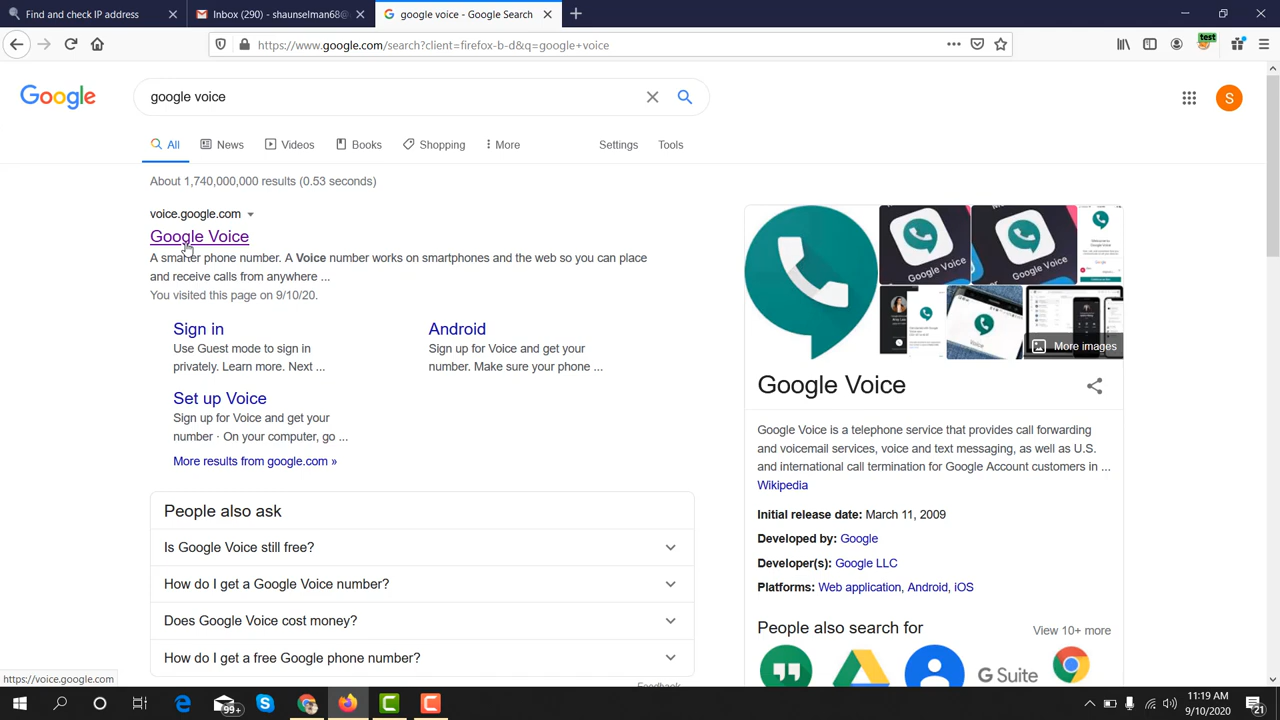 Find and check IP address
Inbox (290) - shaunselman68@g
google voice - Google Search
https://www.google.com/search?client=firefox-b-d&q=google+voice
test
Google
google voice
S
All
News
Videos
Books
Shopping
More
Settings
Tools
About 1,740,000,000 results (0.53 seconds)
voice.google.com
Google Voice
A smarter phone number. A Voice number works on smartphones and the web so you can place
and receive calls from anywhere ...
You visited this page on 9/10/20.
Sign in
Use Guest mode to sign in
privately. Learn more. Next ...
Android
Sign up for Voice and get your
number. Make sure your phone ...
Set up Voice
Sign up for Voice and get your
number · On your computer, go ...
More results from google.com »
People also ask
Is Google Voice still free?
How do I get a Google Voice number?
Does Google Voice cost money?
How do I get a free Google phone number?
Feedback
Google Voice
Google Voice
More images
Google Voice
Google Voice is a telephone service that provides call forwarding
and voicemail services, voice and text messaging, as well as U.S.
and international call termination for Google Account customers in ...
Wikipedia
Initial release date: March 11, 2009
Developed by: Google
Developer(s): Google LLC
Platforms: Web application, Android, iOS
People also search for
View 10+ more
G Suite
https://voice.google.com
99+
11:19 AM
9/10/2020
21